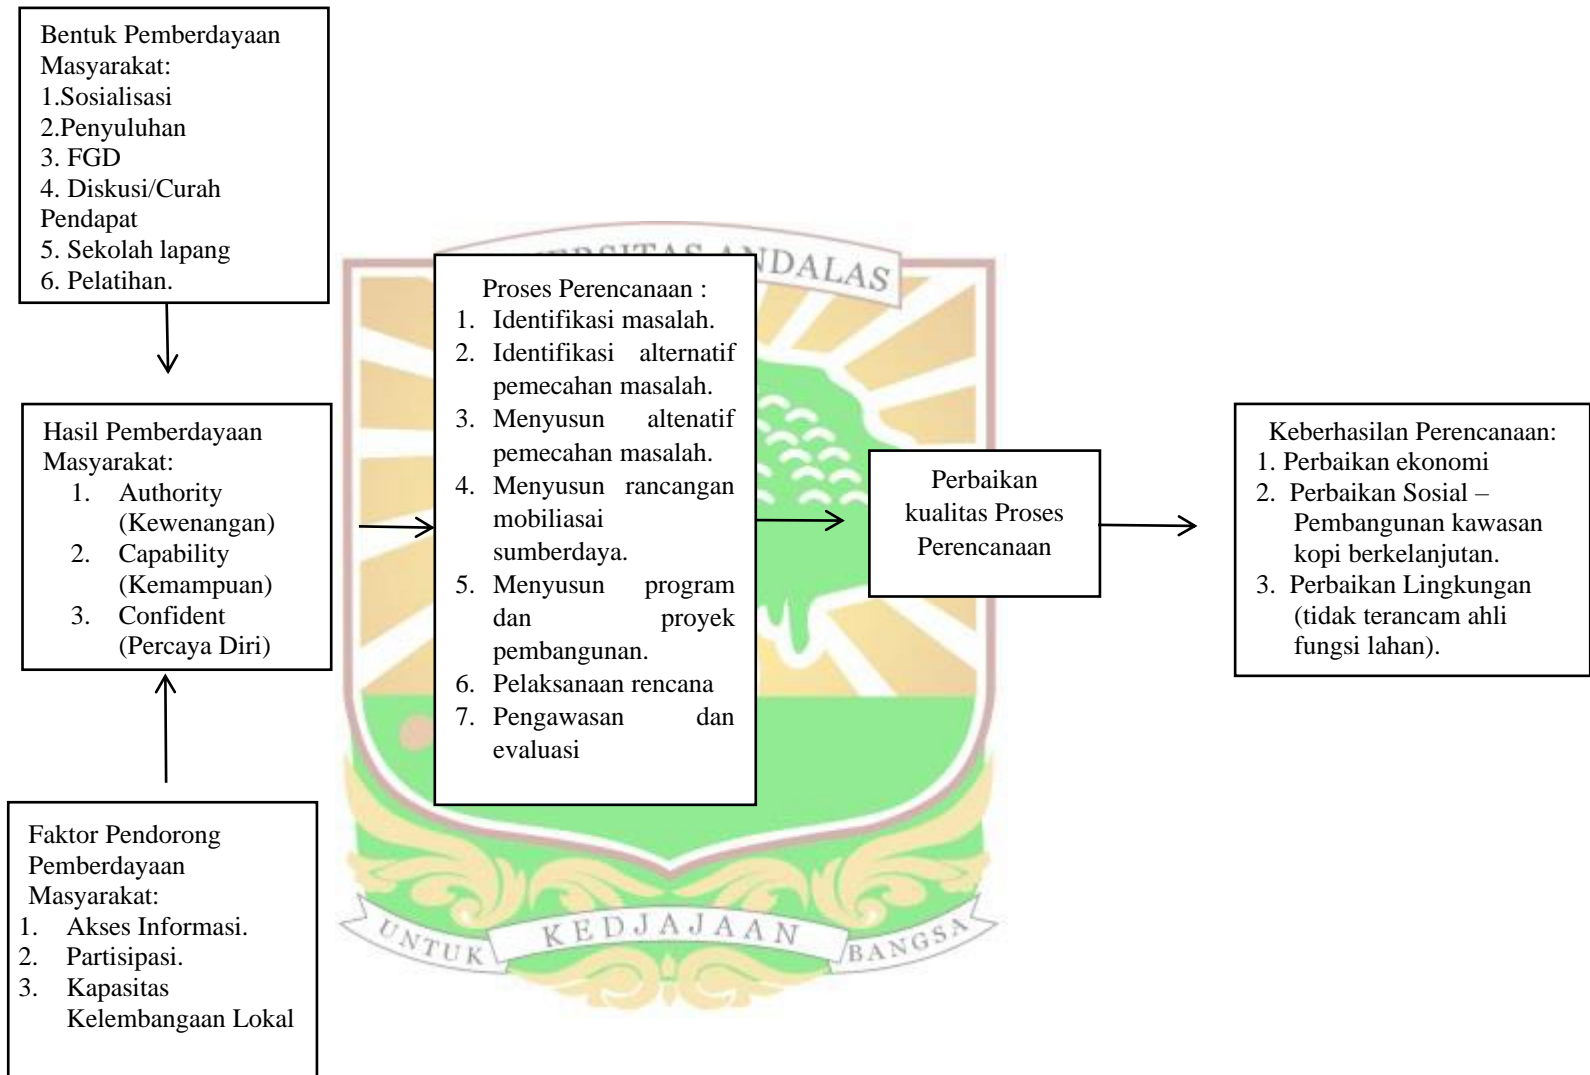 Bentuk Pemberdayaan
Masyarakat:
1.Sosialisasi
2.Penyuluhan
3. FGD
4. Diskusi/Curah
Pendapat
5. Sekolah lapang
6. Pelatihan.
Hasil Pemberdayaan
Masyarakat:
1. Authority
(Kewenangan)
2. Capability
(Kemampuan)
3. Confident
(Percaya Diri)
Faktor Pendorong
Pemberdayaan
Masyarakat:
1. Akses Informasi.
2. Partisipasi.
3. Kapasitas
Kelembangaan Lokal
Proses Perencanaan :
1. Identifikasi masalah.
2. Identifikasi alternatif
pemecahan masalah.
3. Menyusun altenatif
pemecahan masalah.
4. Menyusun rancangan
mobiliasai
sumberdaya.
5. Menyusun program
dan proyek
pembangunan.
6. Pelaksanaan rencana
7. Pengawasan dan
evaluasi
Perbaikan
kualitas Proses
Perencanaan
Keberhasilan Perencanaan:
1. Perbaikan ekonomi
2. Perbaikan Sosial –
Pembangunan kawasan
kopi berkelanjutan.
3. Perbaikan Lingkungan
(tidak terancam ahli
fungsi lahan).
UNTUK KEDJAJAAN BANGSA